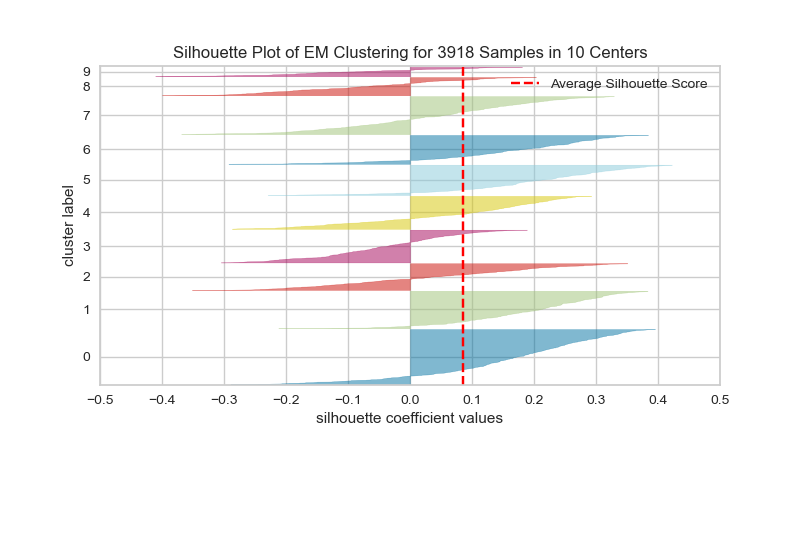 Silhouette Plot of EM Clustering for 3918 Samples in 10 Centers
Average Silhouette Score
cluster label
9
8
7
6
5
4
3
2
1
0
−0.5 −0.4 −0.3 −0.2 −0.1 0.0 0.1 0.2 0.3 0.4 0.5
silhouette coefficient values